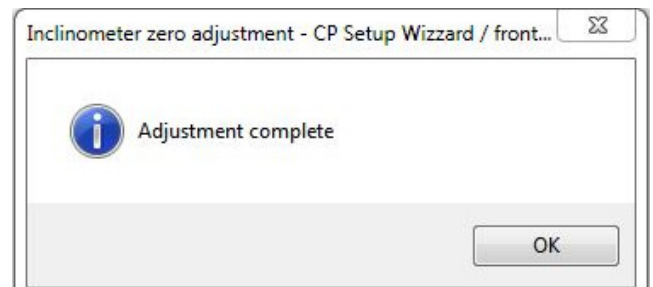 Inclinometer zero adjustment - CP Setup Wizzard / front...
Adjustment complete
OK